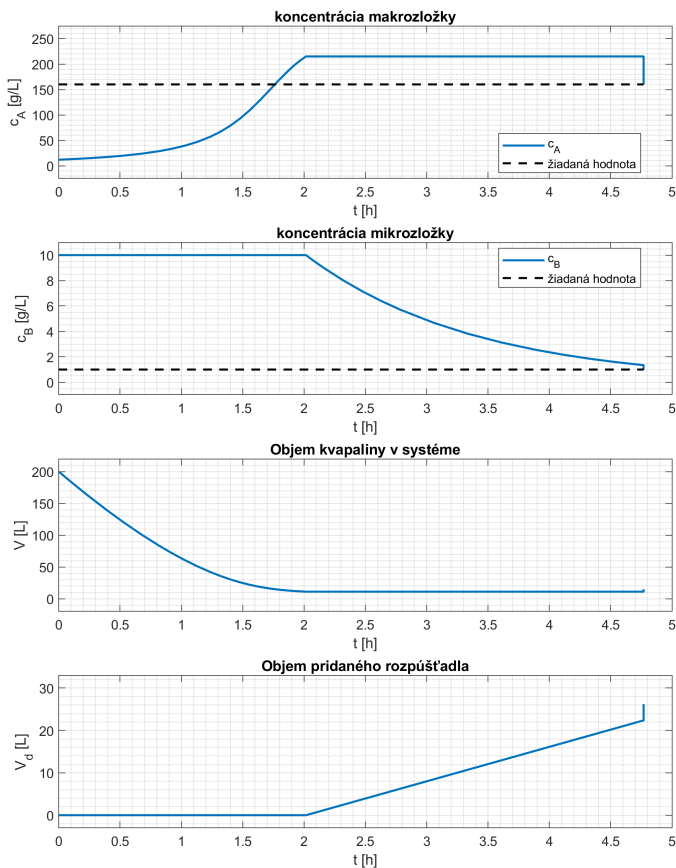 koncentrácia makrozložky
c_A [g/L]
250
200
150
100
50
0
0 0.5 1 1.5 2 2.5 3 3.5 4 4.5 5
t [h]
c_A
žiadaná hodnota
koncentrácia mikrozložky
c_B [g/L]
10
8
6
4
2
0
0 0.5 1 1.5 2 2.5 3 3.5 4 4.5 5
t [h]
c_B
žiadaná hodnota
Objem kvapaliny v systéme
V [L]
200
150
100
50
0
0 0.5 1 1.5 2 2.5 3 3.5 4 4.5 5
t [h]
Objem pridaného rozpúšťadla
V_d [L]
30
20
10
0
0 0.5 1 1.5 2 2.5 3 3.5 4 4.5 5
t [h]